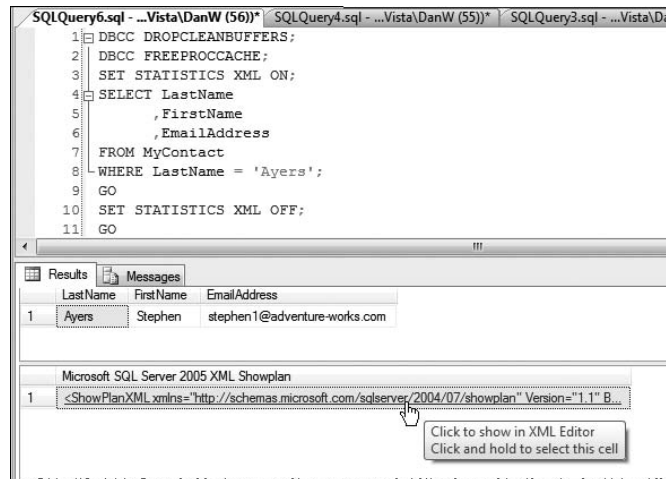 SQLQuery6.sql - ...Vista\DanW (56))* SQLQuery4.sql - ...Vista\DanW (55))* SQLQuery3.sql - ...Vista\Da
1 DBCC DROPCLEANBUFFERS;
2 DBCC FREEPROCCACHE;
3 SET STATISTICS XML ON;
4 SELECT LastName
5 ,FirstName
6 ,EmailAddress
7 FROM MyContact
8 WHERE LastName = 'Ayers';
9 GO
10 SET STATISTICS XML OFF;
11 GO
Results Messages
LastName FirstName EmailAddress
1 Ayers Stephen stephen1@adventure-works.com
Microsoft SQL Server 2005 XML Showplan
1 <ShowPlanXML xmlns="http://schemas.microsoft.com/sqlserver/2004/07/showplan" Version="1.1" B...
Click to show in XML Editor
Click and hold to select this cell